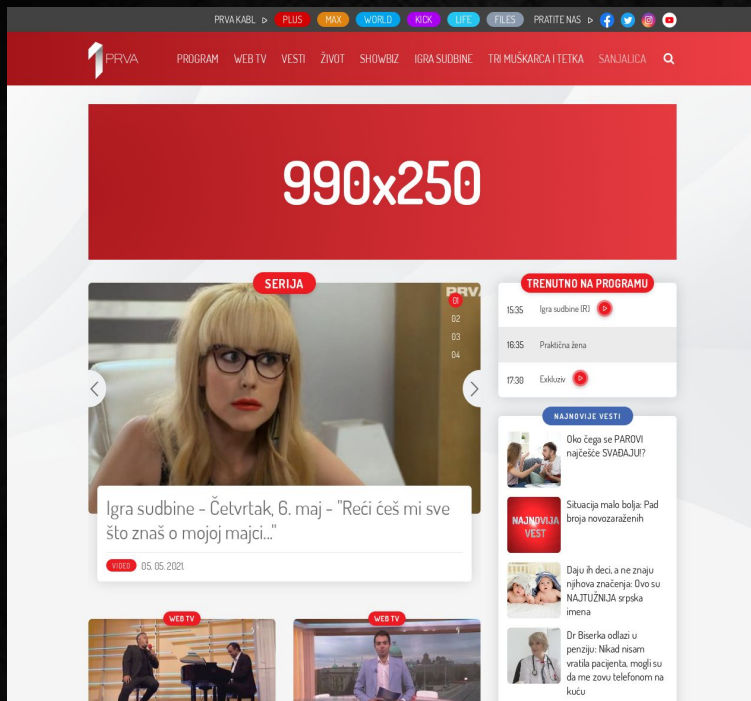 PRVA KABL PLUS MAX WORLD KICK LIFE FILES PRATITE NAS
1 PRVA
PROGRAM WEB TV VESTI ŽIVOT SHOWBIZ IGRA SUDBINE TRI MUŠKARCA I TETKA SANJALICA
990x250
SERIJA
PRVA
01
02
03
04
Igra sudbine - Četvrtak, 6. maj - "Reći ćeš mi sve
što znaš o mojoj majci..."
VIDEO 05. 05. 2021.
WEB TV
WEB TV
TRENUTNO NA PROGRAMU
15:35 Igra sudbine (R)
16:35 Praktična žena
17:30 Exkluziv
NAJNOVIJE VESTI
Oko čega se PAROVI
najčešće SVAĐAJU!?
NAJNOVIJA
VEST
Situacija malo bolja: Pad
broja novozaraženih
Daju ih deci, a ne znaju
njihova značenja: Ovo su
NAJTUŽNIJA srpska
imena
Dr Biserka odlazi u
penziju: Nikad nisam
vratila pacijenta, mogli su
da me zovu telefonom na
kuću